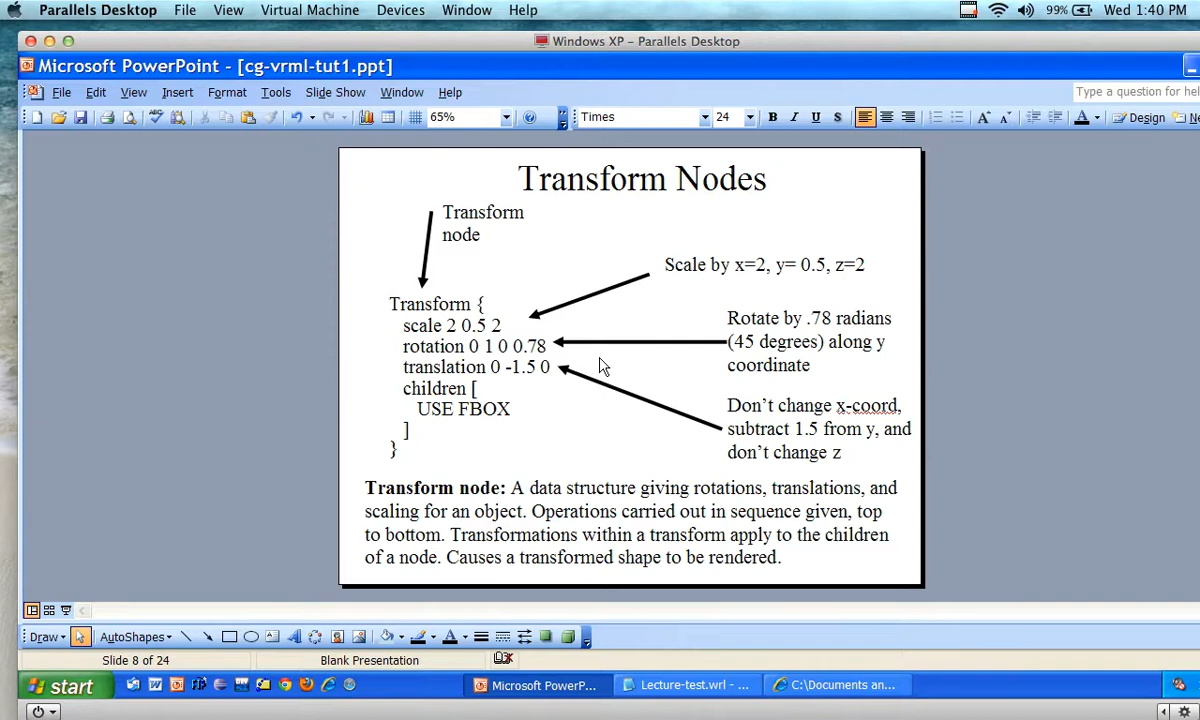 Parallels Desktop File View Virtual Machine Devices Window Help 99% Wed 1:40 PM
Windows XP – Parallels Desktop
Microsoft PowerPoint - [cg-vrml-tut1.ppt]
File Edit View Insert Format Tools Slide Show Window Help Type a question for hel
65% Times 24 B I U S Design Ne
Transform Nodes
Transform
node
Scale by x=2, y= 0.5, z=2
Transform {
scale 2 0.5 2
rotation 0 1 0 0.78
translation 0 -1.5 0
children [
USE FBOX
]
}
Rotate by .78 radians
(45 degrees) along y
coordinate
Don't change x-coord,
subtract 1.5 from y, and
don't change z
Transform node: A data structure giving rotations, translations, and
scaling for an object. Operations carried out in sequence given, top
to bottom. Transformations within a transform apply to the children
of a node. Causes a transformed shape to be rendered.
Draw AutoShapes
Slide 8 of 24 Blank Presentation
start Microsoft PowerP... Lecture-test.wrl - ... C:\Documents an...